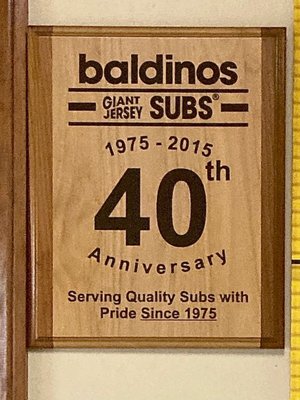 baldinos
GIANT JERSEY SUBS®
1975 - 2015
40th
Anniversary
Serving Quality Subs with
Pride Since 1975